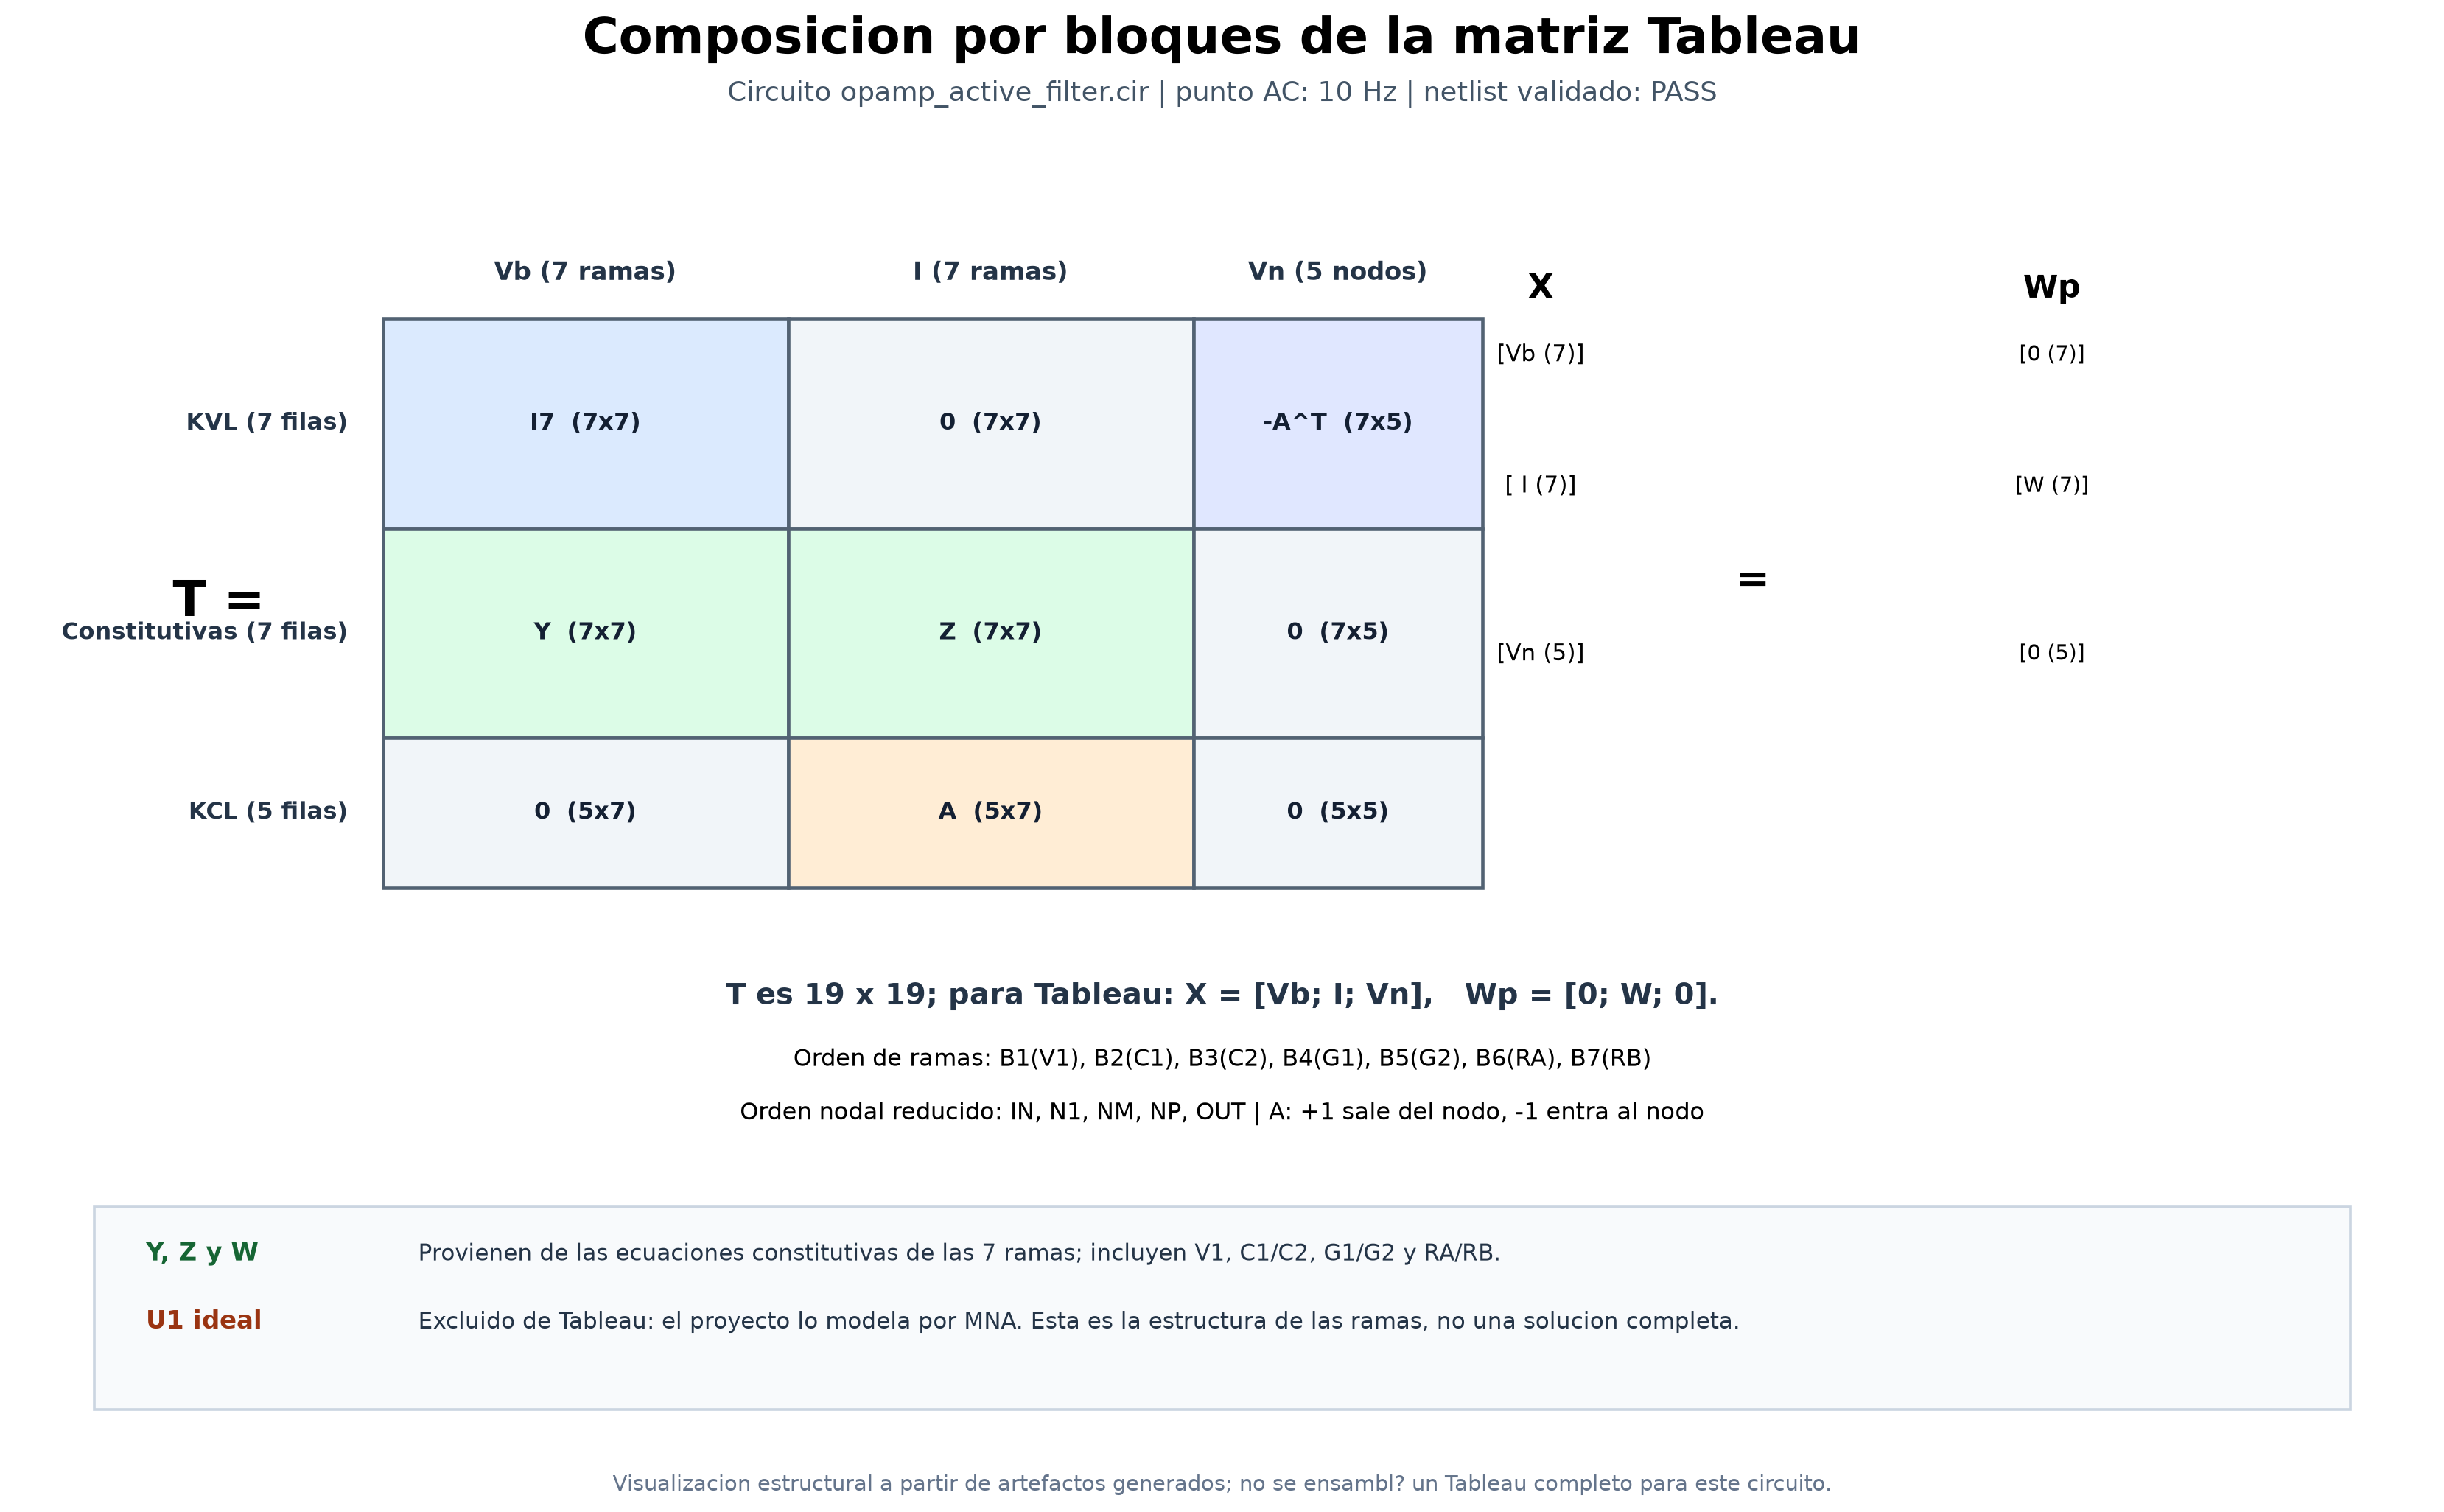 Composicion por bloques de la matriz Tableau
Circuito opamp_active_filter.cir | punto AC: 10 Hz | netlist validado: PASS
Vb (7 ramas) I (7 ramas) Vn (5 nodos) X Wp
[Vb (7)] [0 (7)]
KVL (7 filas) I7 (7x7) 0 (7x7) -A^T (7x5)
[ I (7)] [W (7)]
T = =
Constitutivas (7 filas) Y (7x7) Z (7x7) 0 (7x5)
[Vn (5)] [0 (5)]
KCL (5 filas) 0 (5x7) A (5x7) 0 (5x5)
T es 19 x 19; para Tableau: X = [Vb; I; Vn], Wp = [0; W; 0].
Orden de ramas: B1(V1), B2(C1), B3(C2), B4(G1), B5(G2), B6(RA), B7(RB)
Orden nodal reducido: IN, N1, NM, NP, OUT | A: +1 sale del nodo, -1 entra al nodo
Y, Z y W Provienen de las ecuaciones constitutivas de las 7 ramas; incluyen V1, C1/C2, G1/G2 y RA/RB.
U1 ideal Excluido de Tableau: el proyecto lo modela por MNA. Esta es la estructura de las ramas, no una solucion completa.
Visualizacion estructural a partir de artefactos generados; no se ensambl? un Tableau completo para este circuito.